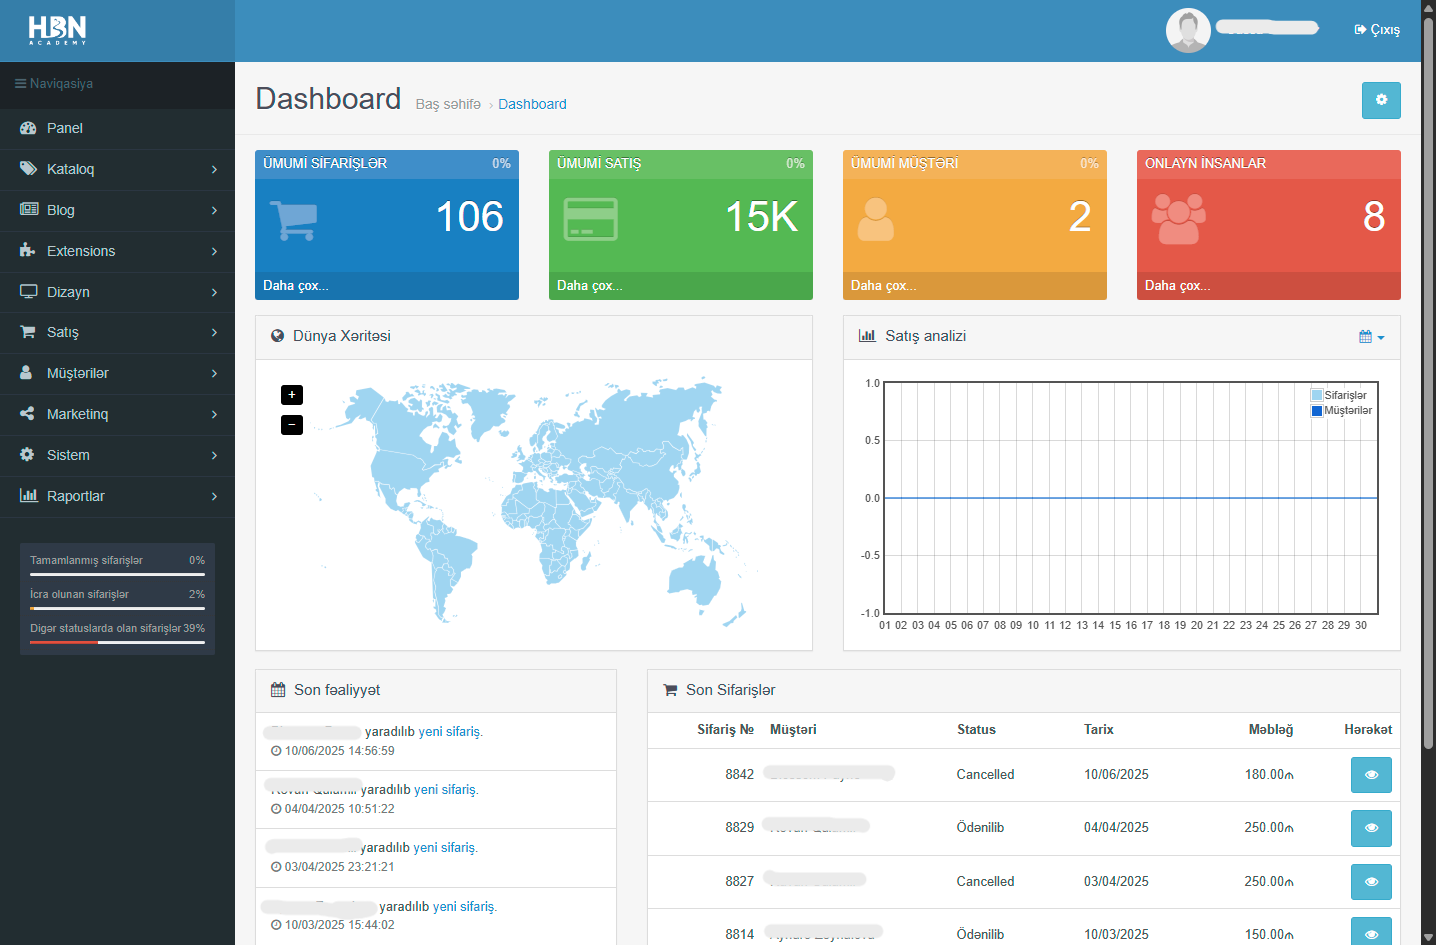 HBN
ACADEMY
Çıxış
Naviqasiya
Panel
Kataloq
Blog
Extensions
Dizayn
Satış
Müştərilər
Marketinq
Sistem
Raportlar
Tamamlanmış sifarişlər 0%
İcra olunan sifarişlər 2%
Digər statuslarda olan sifarişlər 39%
Dashboard Baş səhifə › Dashboard
ÜMUMİ SİFARİŞLƏR 0%
106
Daha çox...
ÜMUMİ SATIŞ 0%
15K
Daha çox...
ÜMUMİ MÜŞTƏRİ 0%
2
Daha çox...
ONLAYN İNSANLAR
8
Daha çox...
Dünya Xəritəsi
+
−
Satış analizi
1.0
0.5
0.0
-0.5
-1.0
Sifarişlər
Müştərilər
01 02 03 04 05 06 07 08 09 10 11 12 13 14 15 16 17 18 19 20 21 22 23 24 25 26 27 28 29 30
Son fəaliyyət
yaradılıb yeni sifariş.
10/06/2025 14:56:59
yaradılıb yeni sifariş.
04/04/2025 10:51:22
yaradılıb yeni sifariş.
03/04/2025 23:21:21
yaradılıb yeni sifariş.
10/03/2025 15:44:02
Son Sifarişlər
Sifariş № Müştəri Status Tarix Məbləğ Hərəkət
8842 Cancelled 10/06/2025 180.00₼
8829 Ödənilib 04/04/2025 250.00₼
8827 Cancelled 03/04/2025 250.00₼
8814 Ödənilib 10/03/2025 150.00₼